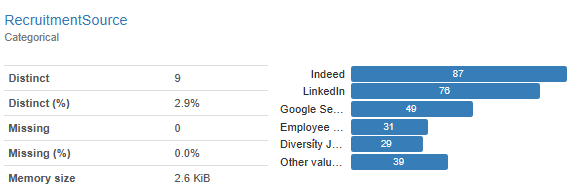 RecruitmentSource
Categorical
Distinct 9
Distinct (%) 2.9%
Missing 0
Missing (%) 0.0%
Memory size 2.6 KiB
Indeed 87
LinkedIn 76
Google Se... 49
Employee ... 31
Diversity J... 29
Other valu... 39